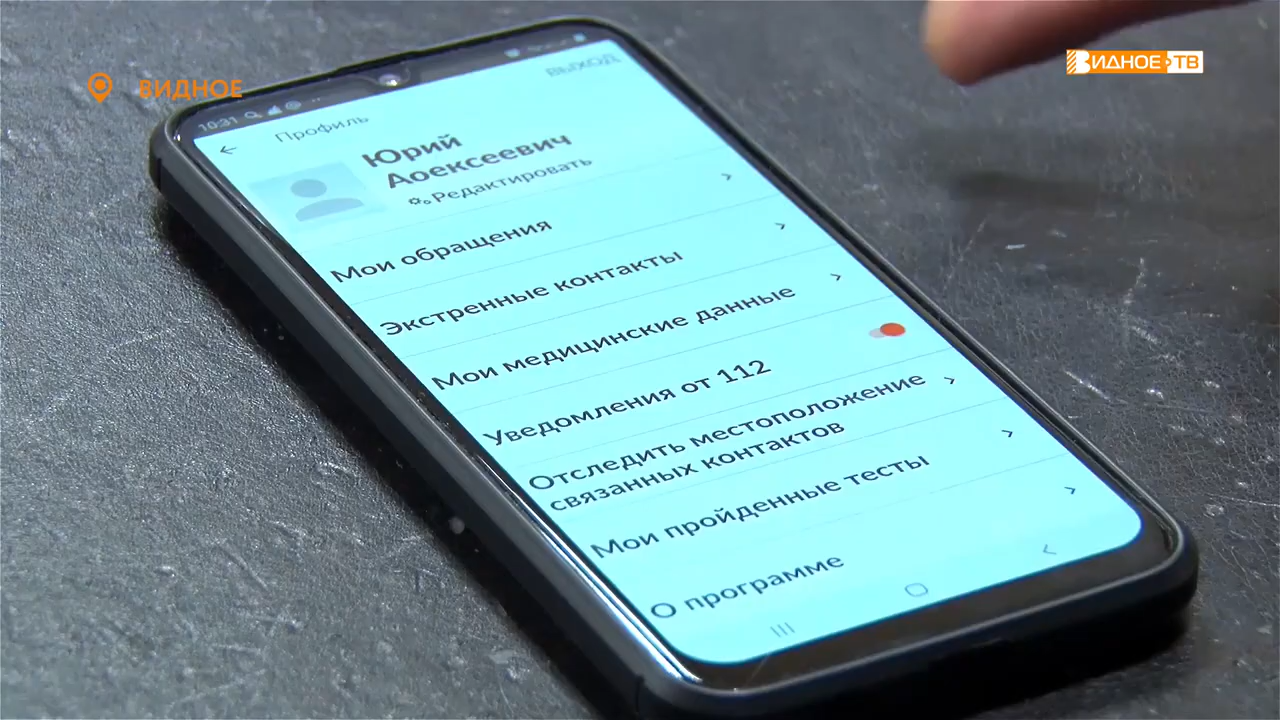 ВИДНОЕ
ВИДНОЕ ТВ
10:31
ВЫХОД
Профиль
Юрий
Аоексеевич
Редактировать
Мои обращения
Экстренные контакты
Мои медицинские данные
Уведомления от 112
Отследить местоположение
связанных контактов
Мои пройденные тесты
О программе